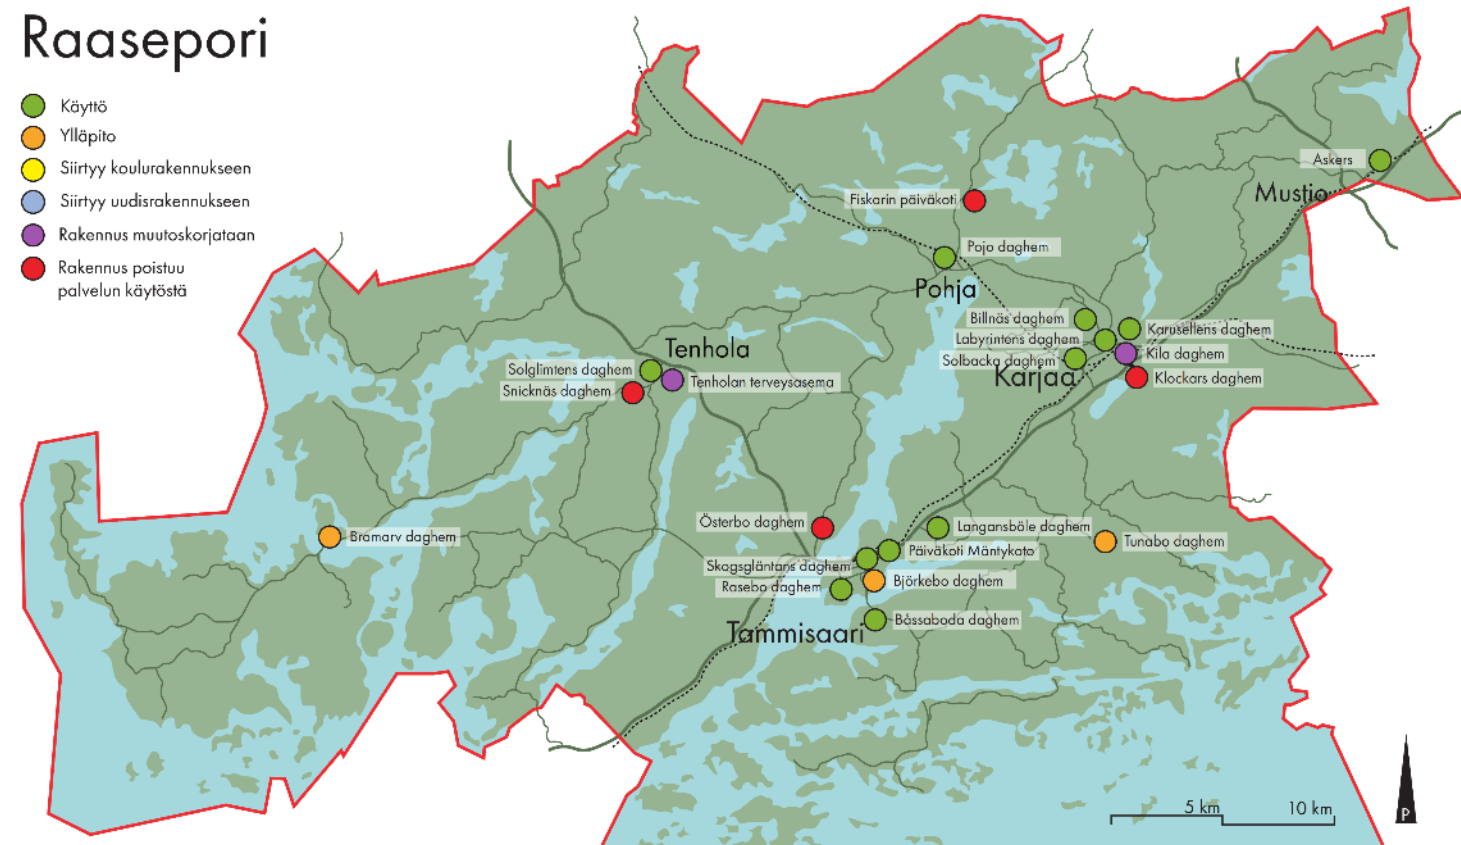 Raasepori
Käyttö
Ylläpito
Siirtyy koulurakennukseen
Siirtyy uudisrakennukseen
Rakennus muutoskorjataan
Rakennus poistuu
palvelun käytöstä
Askers
Mustio
Fiskarin päiväkoti
Pojo daghem
Pohja
Billnäs daghem
Karusellens daghem
Labyrintens daghem
Kila daghem
Solbacka daghem
Karjaa
Klockars daghem
Tenhola
Solglimtens daghem
Tenholan terveysasema
Snicknäs daghem
Österbo daghem
Langansböle daghem
Bromarv daghem
Tunabo daghem
Päiväkoti Mäntykoto
Skogsgläntans daghem
Björkebo daghem
Rasebo daghem
Båssaboda daghem
Tammisaari
5 km
10 km
P